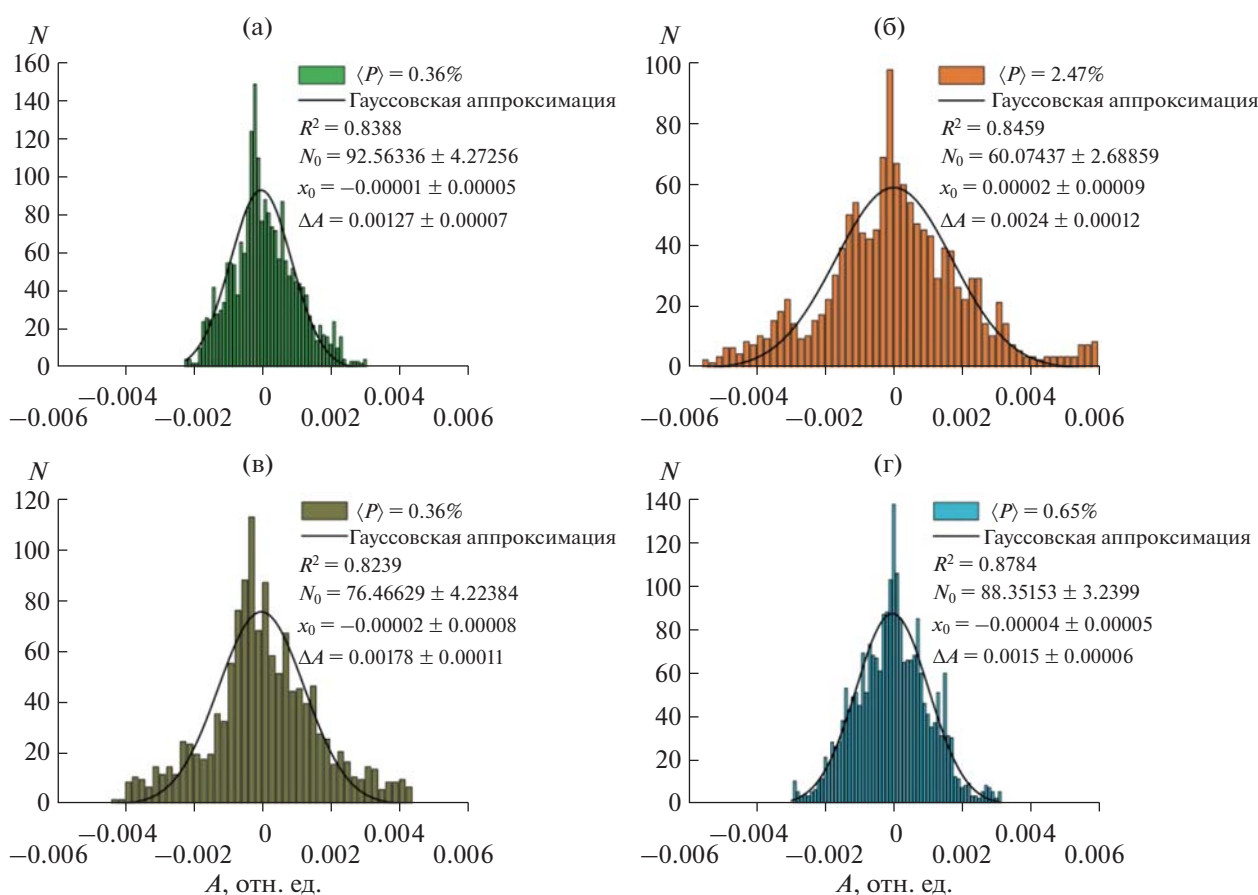 (а)
N
160
140
120
100
80
60
40
20
0
⟨P⟩ = 0.36%
Гауссовская аппроксимация
R² = 0.8388
N₀ = 92.56336 ± 4.27256
x₀ = −0.00001 ± 0.00005
ΔA = 0.00127 ± 0.00007
−0.004 0 0.004
−0.006 −0.002 0.002 0.006
(б)
N
100
80
60
40
20
0
⟨P⟩ = 2.47%
Гауссовская аппроксимация
R² = 0.8459
N₀ = 60.07437 ± 2.68859
x₀ = 0.00002 ± 0.00009
ΔA = 0.0024 ± 0.00012
−0.004 0 0.004
−0.006 −0.002 0.002 0.006
(в)
N
120
100
80
60
40
20
0
⟨P⟩ = 0.36%
Гауссовская аппроксимация
R² = 0.8239
N₀ = 76.46629 ± 4.22384
x₀ = −0.00002 ± 0.00008
ΔA = 0.00178 ± 0.00011
−0.004 0 0.004
−0.006 −0.002 0.002 0.006
A, отн. ед.
(г)
N
140
120
100
80
60
40
20
0
⟨P⟩ = 0.65%
Гауссовская аппроксимация
R² = 0.8784
N₀ = 88.35153 ± 3.2399
x₀ = −0.00004 ± 0.00005
ΔA = 0.0015 ± 0.00006
−0.004 0 0.004
−0.006 −0.002 0.002 0.006
A, отн. ед.